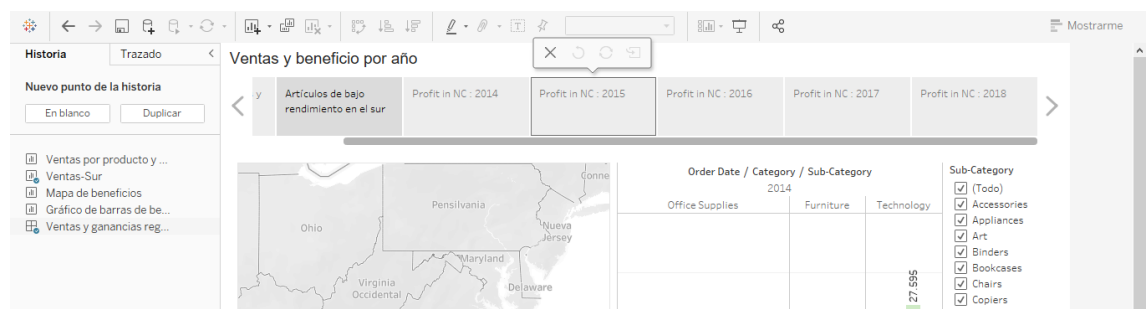 Mostrarme
Historia
Trazado
Nuevo punto de la historia
En blanco
Duplicar
Ventas por producto y ...
Ventas-Sur
Mapa de beneficios
Gráfico de barras de be...
Ventas y ganancias reg...
Ventas y beneficio por año
y
Artículos de bajo
rendimiento en el sur
Profit in NC : 2014
Profit in NC : 2015
Profit in NC : 2016
Profit in NC : 2017
Profit in NC : 2018
Conne
Pensilvania
Ohio
Nueva
Jersey
Maryland
Virginia
Occidental
Delaware
Order Date / Category / Sub-Category
2014
Office Supplies
Furniture
Technology
27.595
Sub-Category
(Todo)
Accessories
Appliances
Art
Binders
Bookcases
Chairs
Copiers